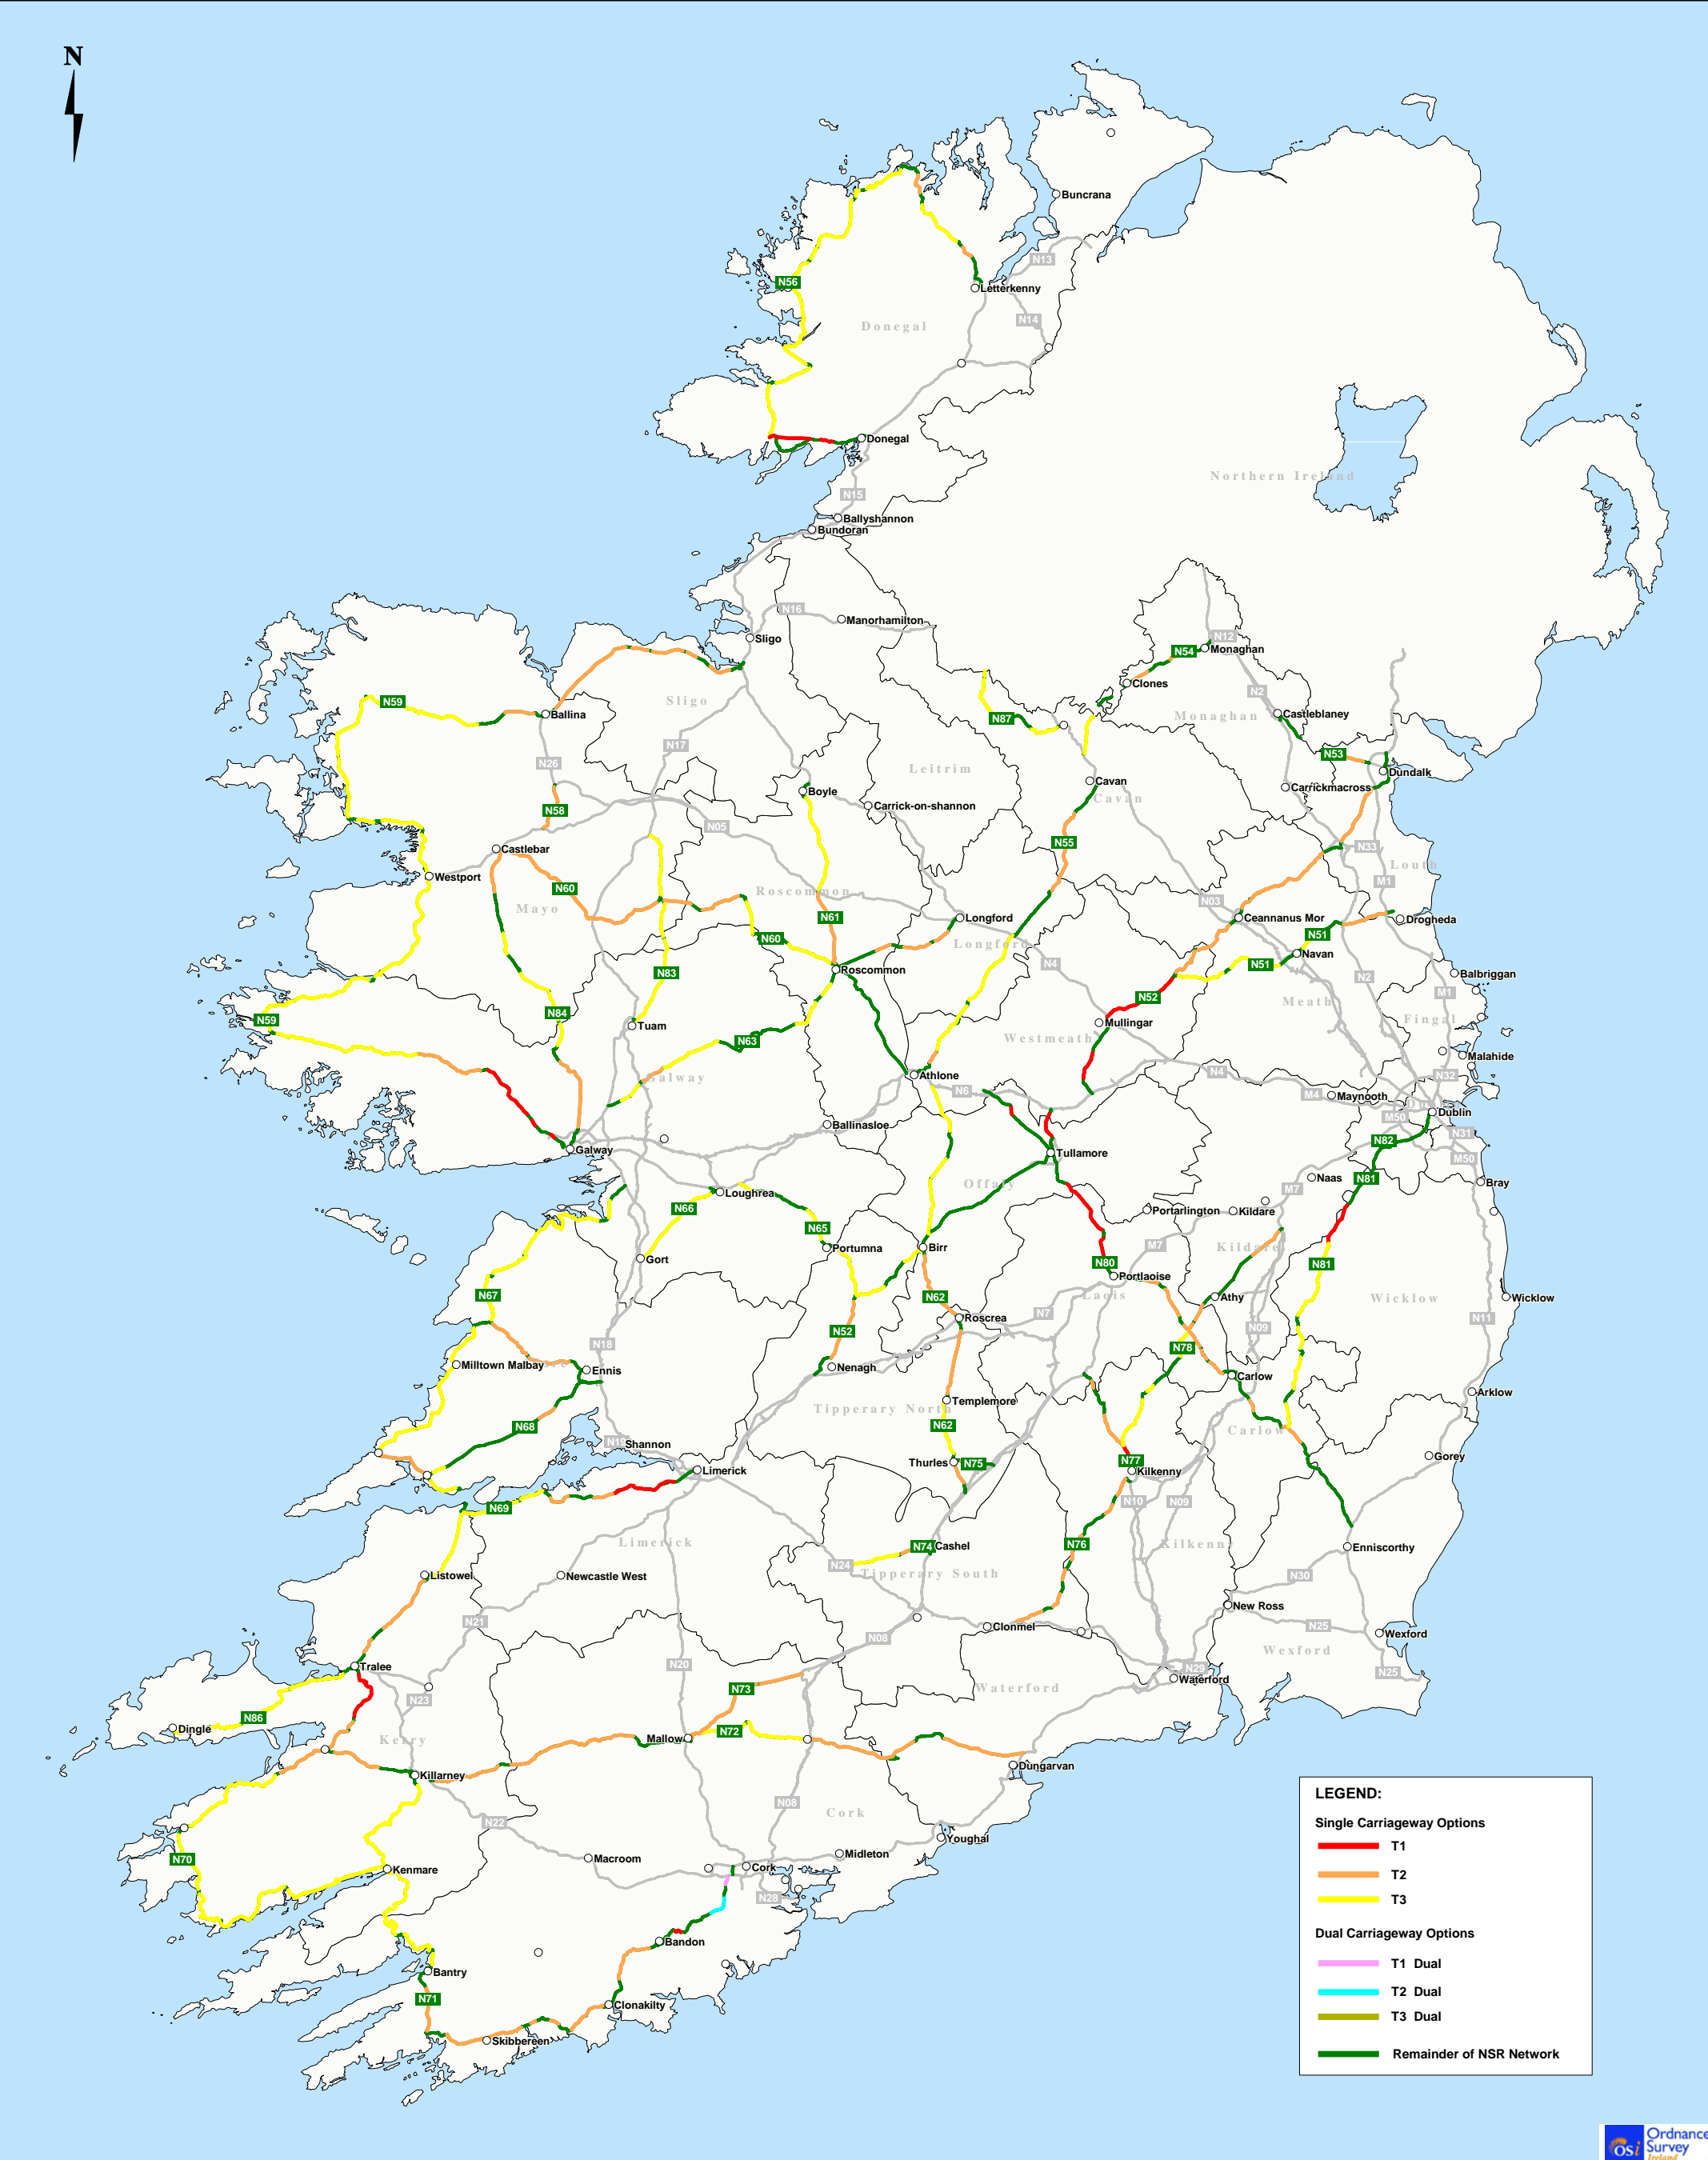 N
Buncrana
N13
N56
Letterkenny
N14
Donegal
Donegal
Northern Ireland
N15
Ballyshannon
Bundoran
N16
Manorhamilton
Sligo
N12
N54
Monaghan
Clones
N2
Sligo
N59
Ballina
N87
Castleblaney
Monaghan
N17
N53
N26
Leitrim
Dundalk
Cavan
Boyle
Carrickmacross
Cavan
Carrick-on-shannon
N58
N05
N55
N33
Castlebar
Louth
Westport
M1
N60
Roscommon
N03
Mayo
N61
Longford
Ceannanus Mor
Drogheda
N60
Longford
N51
Navan
N83
Roscommon
N4
N51
Balbriggan
N2
N52
Meath
M1
N84
N59
Tuam
Mullingar
Fingal
N63
Westmeath
Malahide
Galway
Athlone
N4
N32
N6
M4
Maynooth
Dublin
M50
Ballinasloe
N31
N82
Galway
Tullamore
M50
Offaly
Naas
N81
Bray
Loughrea
M7
N66
Portarlington
Kildare
N65
Portumna
Birr
M7
Kildare
Gort
N80
N81
Portlaoise
N67
N62
Laois
Athy
Wicklow
Wicklow
N7
Roscrea
N11
N52
N09
N18
N78
Milltown Malbay
Ennis
Nenagh
Carlow
Arklow
Templemore
Tipperary North
N68
N62
Carlow
Shannon
Gorey
Thurles
N75
N77
Limerick
Kilkenny
N69
N10
N09
Limerick
N74
Cashel
N76
Kilkenny
Enniscorthy
N24
Tipperary South
Listowel
Newcastle West
N30
New Ross
N21
Clonmel
N25
Wexford
N08
Wexford
Tralee
N20
N29
N25
Waterford
N23
N73
Waterford
N86
Dingle
N72
Mallow
Kerry
Dungarvan
Killarney
N08
Cork
N22
Youghal
Midleton
N70
Macroom
Kenmare
Cork
N28
Bandon
Bantry
N71
Clonakilty
Skibbereen
LEGEND:
Single Carriageway Options
T1
T2
T3
Dual Carriageway Options
T1 Dual
T2 Dual
T3 Dual
Remainder of NSR Network
osi
Ordnance
Survey
Ireland